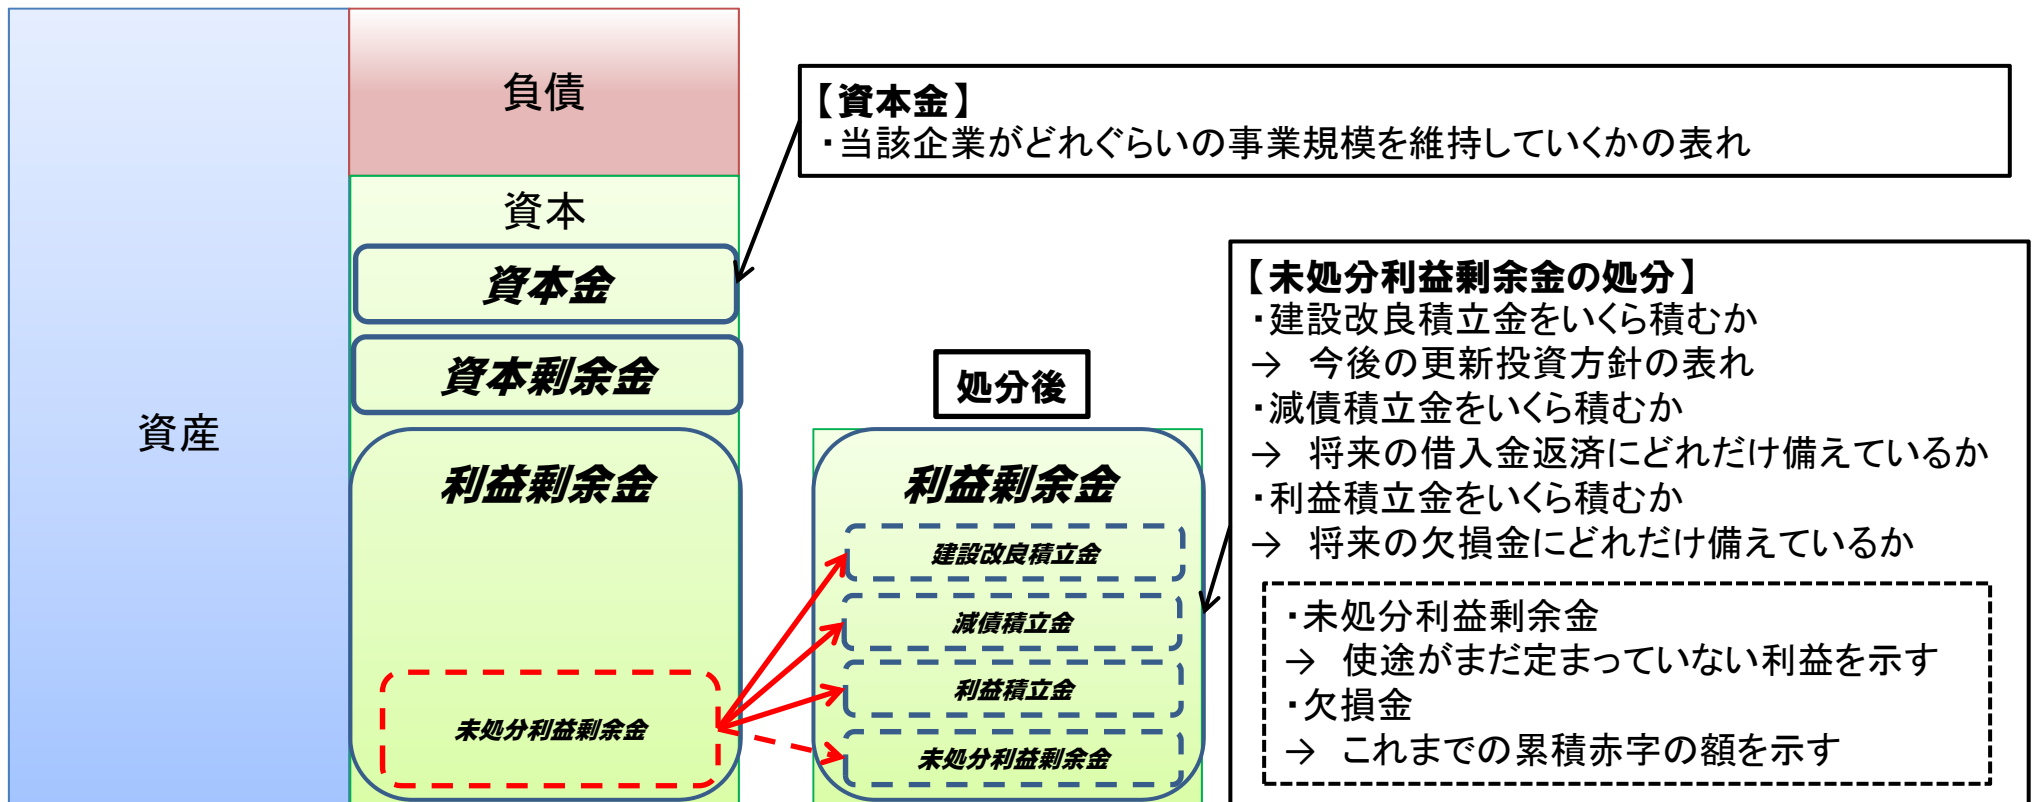 資産
負債
資本
資本金
資本剰余金
利益剰余金
未処分利益剰余金
処分後
利益剰余金
建設改良積立金
減債積立金
利益積立金
未処分利益剰余金
【資本金】
・当該企業がどれぐらいの事業規模を維持していくかの表れ
【未処分利益剰余金の処分】
・建設改良積立金をいくら積むか
→ 今後の更新投資方針の表れ
・減債積立金をいくら積むか
→ 将来の借入金返済にどれだけ備えているか
・利益積立金をいくら積むか
→ 将来の欠損金にどれだけ備えているか
・未処分利益剰余金
→ 使途がまだ定まっていない利益を示す
・欠損金
→ これまでの累積赤字の額を示す